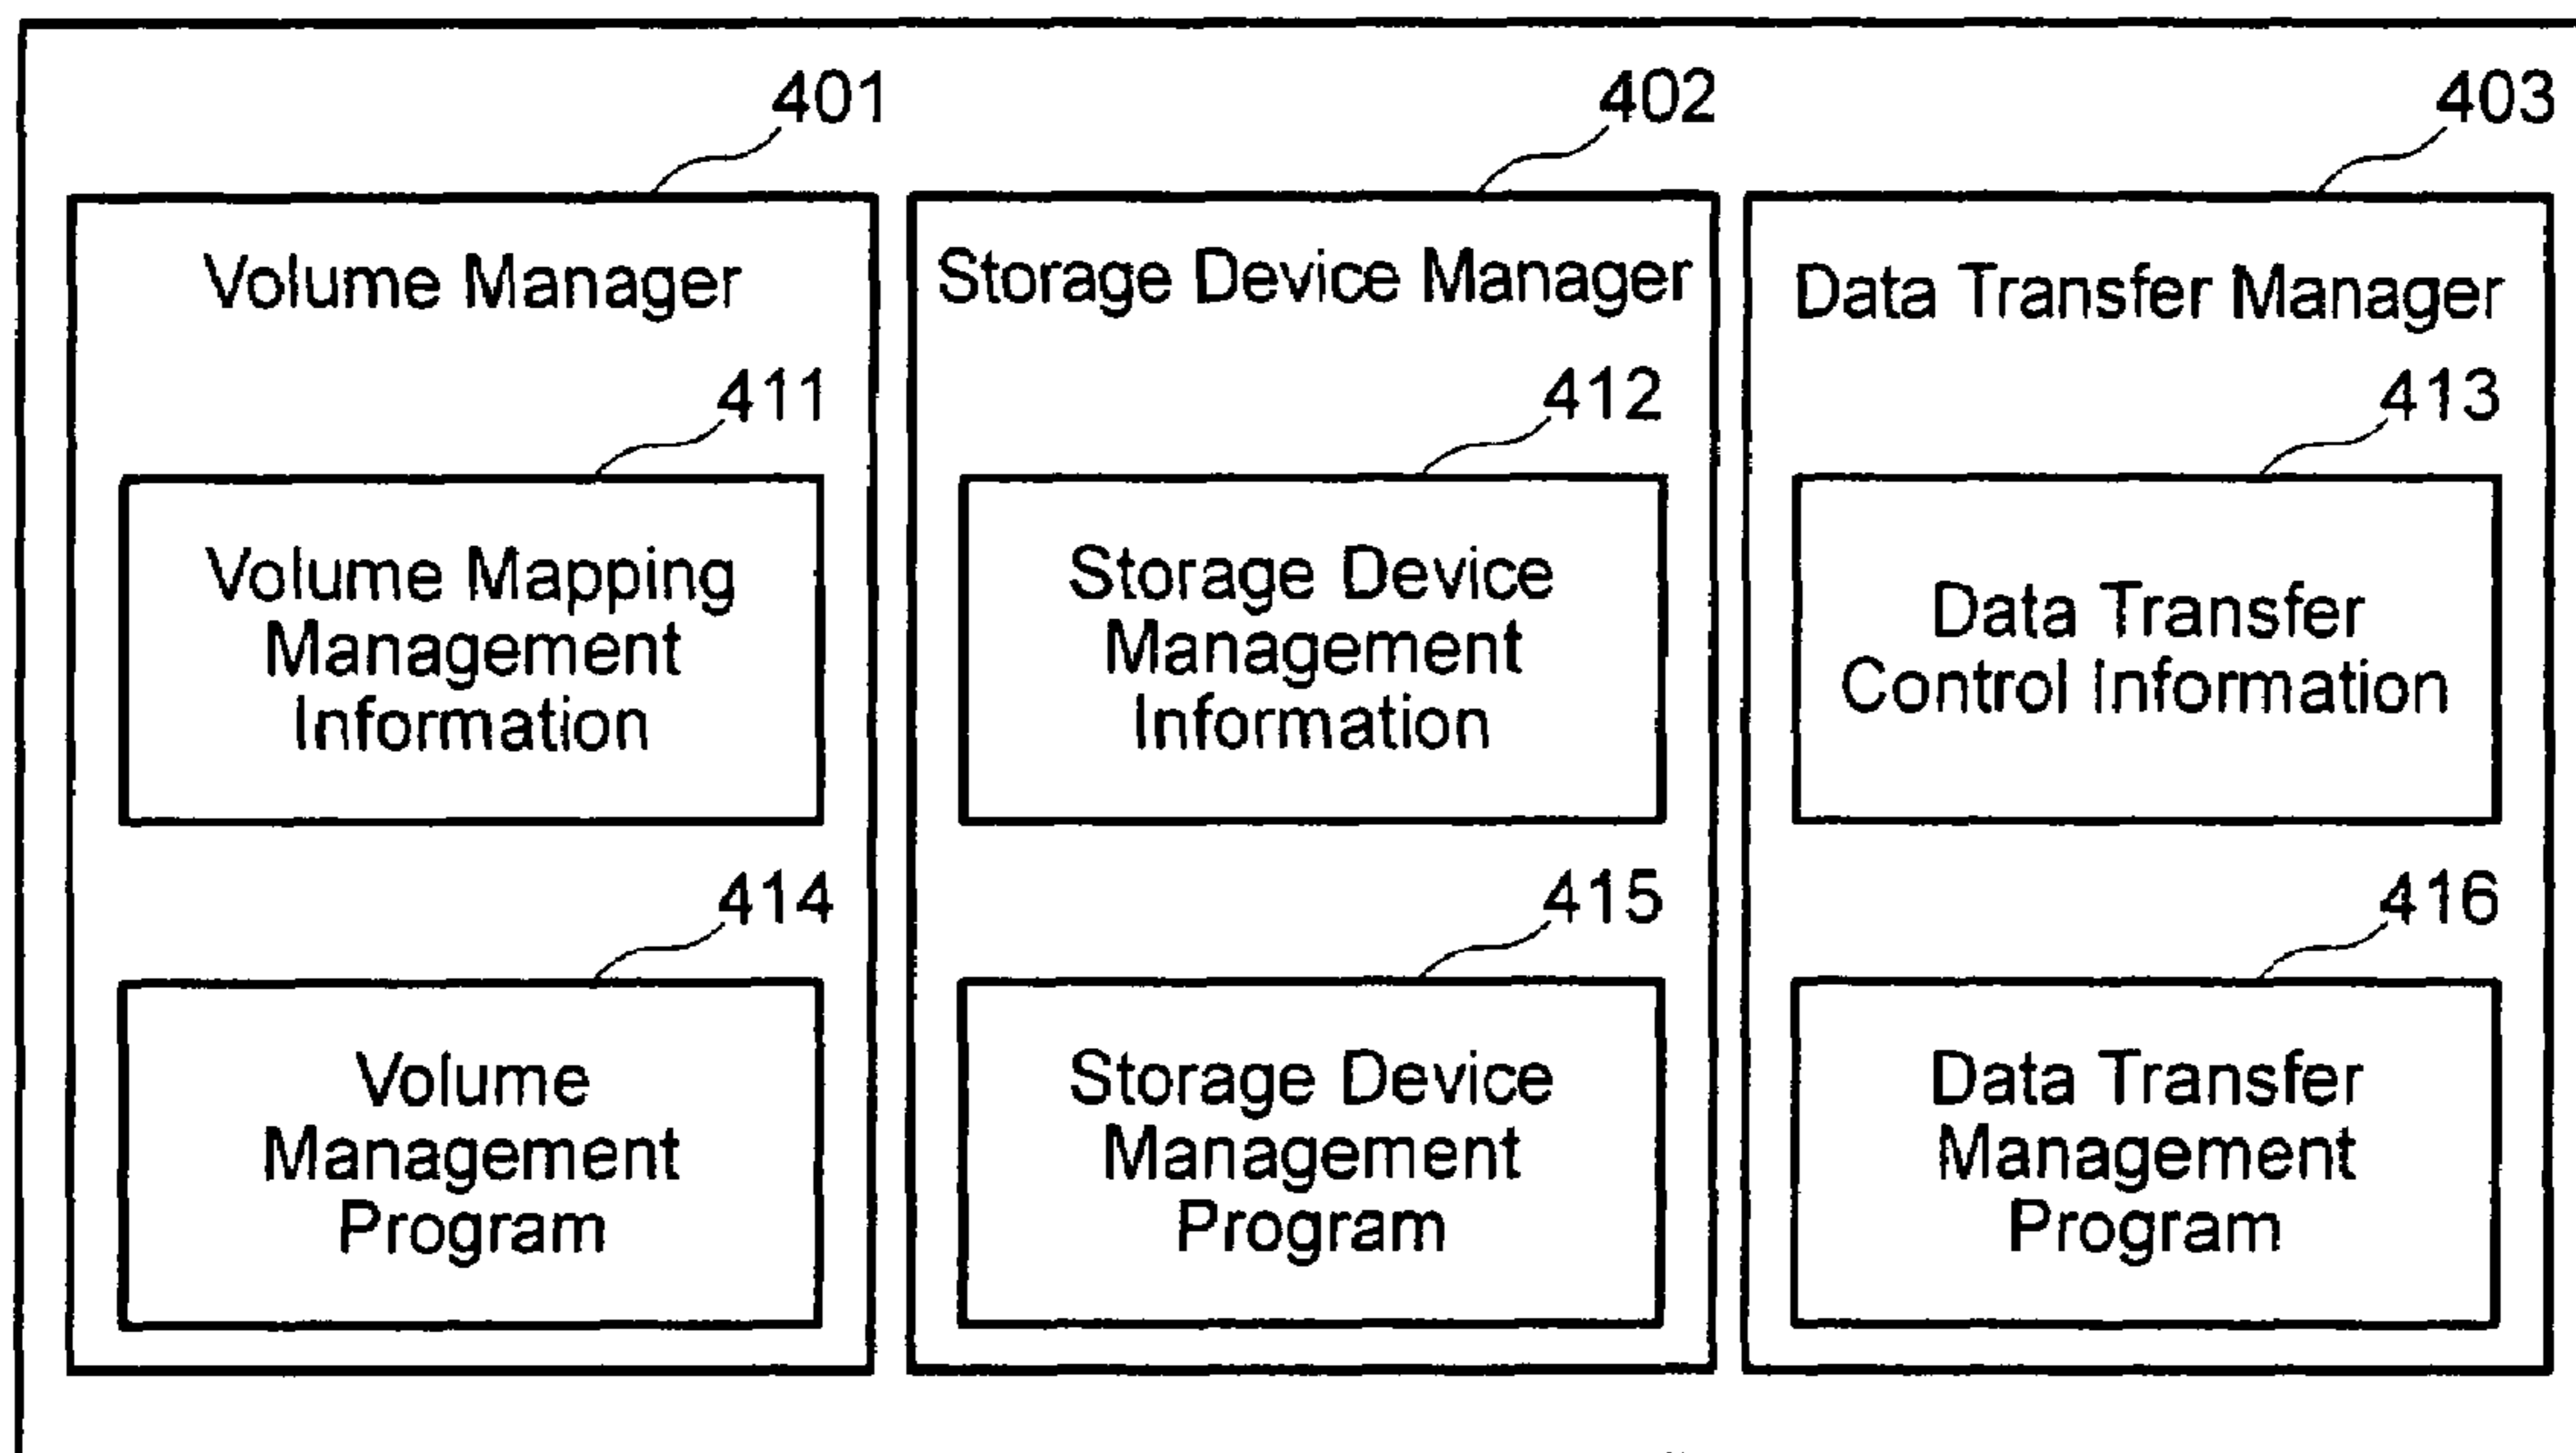 401
402
403
Volume Manager
Storage Device Manager
Data Transfer Manager
411
412
413
Volume Mapping
Management
Information
Storage Device
Management
Information
Data Transfer
Control Information
414
415
416
Volume
Management
Program
Storage Device
Management
Program
Data Transfer
Management
Program